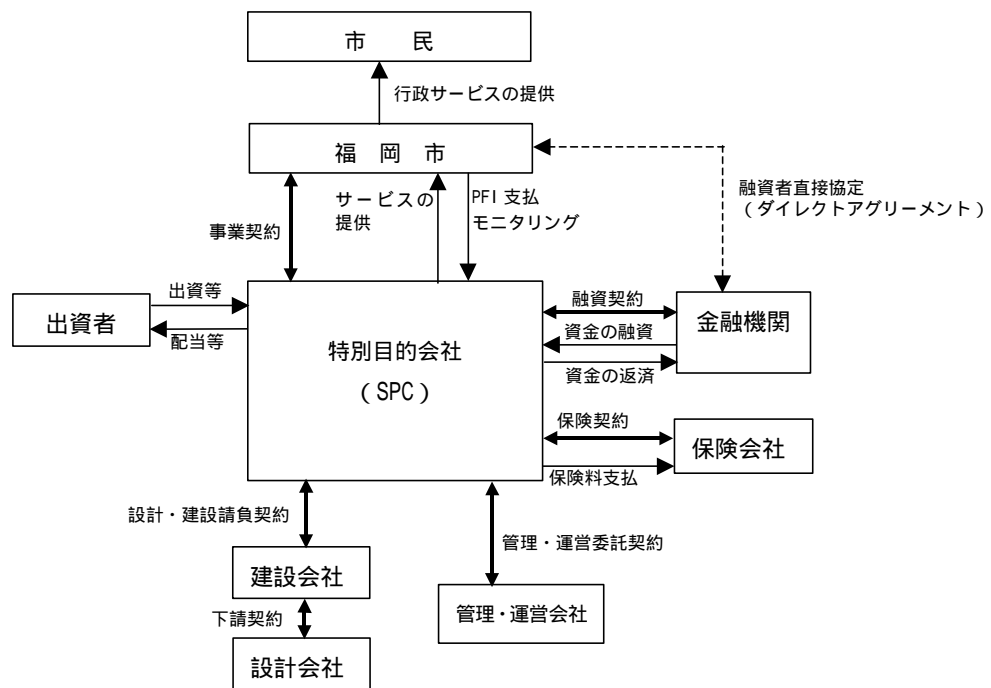 市　民
行政サービスの提供
福　岡　市
融資者直接協定
（ダイレクトアグリーメント）
サービスの
提供
PFI 支払
モニタリング
事業契約
出資者
出資等
配当等
特別目的会社
（SPC）
融資契約
資金の融資
資金の返済
金融機関
保険契約
保険料支払
保険会社
設計・建設請負契約
管理・運営委託契約
建設会社
管理・運営会社
下請契約
設計会社